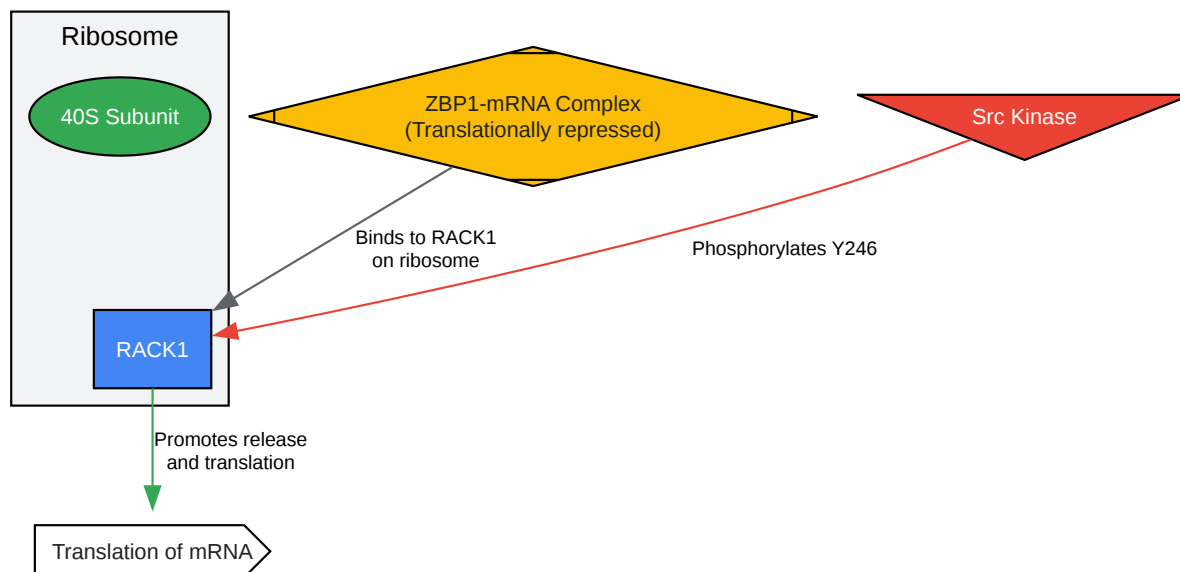 Ribosome
40S Subunit
ZBP1-mRNA Complex
(Translationally repressed)
Src Kinase
Binds to RACK1
on ribosome
Phosphorylates Y246
RACK1
Promotes release
and translation
Translation of mRNA